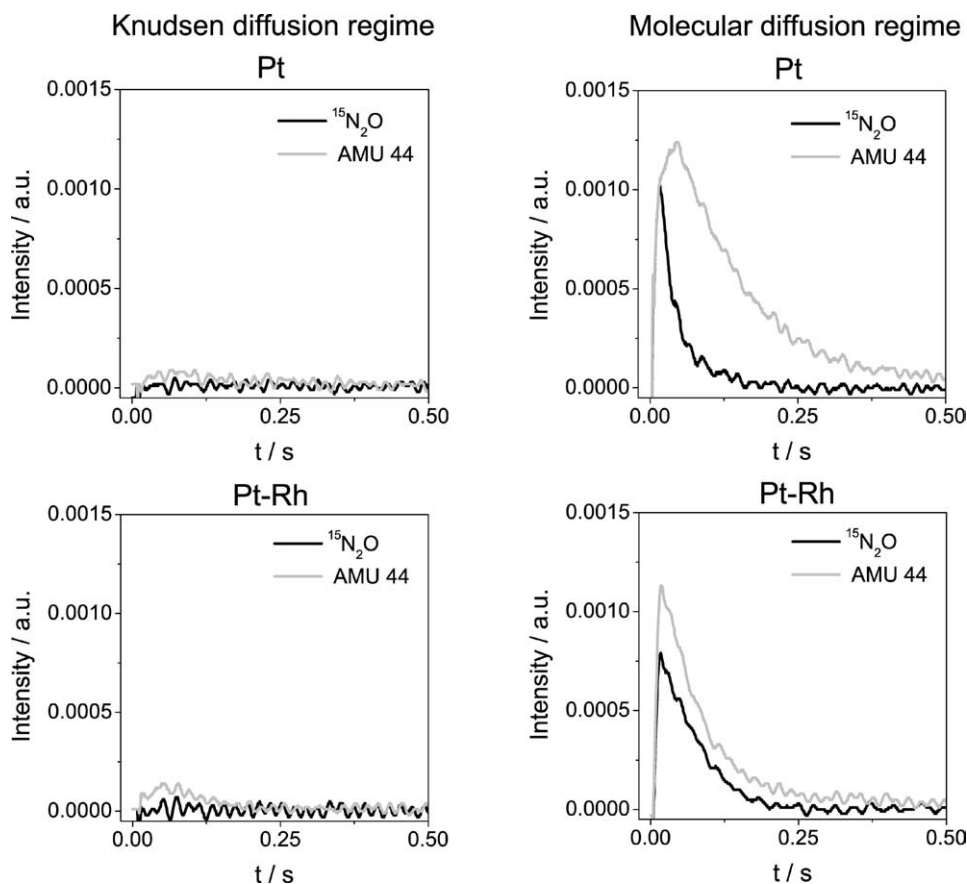 Knudsen diffusion regime
Pt
0.0015
0.0010
0.0005
0.0000
Intensity / a.u.
¹⁵N₂O
AMU 44
0.00
0.25
0.50
t / s
Molecular diffusion regime
Pt
0.0015
0.0010
0.0005
0.0000
Intensity / a.u.
¹⁵N₂O
AMU 44
0.00
0.25
0.50
t / s
Pt-Rh
0.0015
0.0010
0.0005
0.0000
Intensity / a.u.
¹⁵N₂O
AMU 44
0.00
0.25
0.50
t / s
Pt-Rh
0.0015
0.0010
0.0005
0.0000
Intensity / a.u.
¹⁵N₂O
AMU 44
0.00
0.25
0.50
t / s